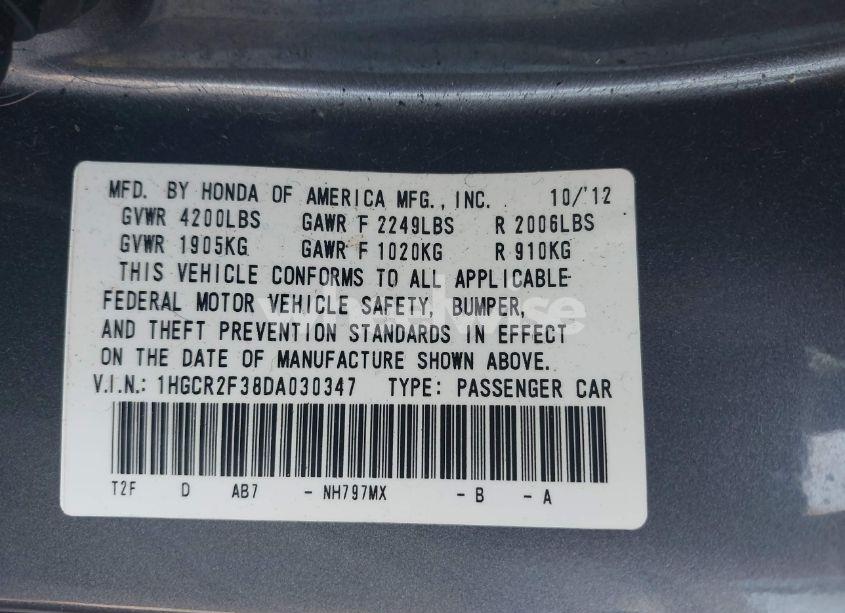 MFD. BY HONDA OF AMERICA MFG., INC. 10/'12
GVWR 4200LBS GAWR F 2249LBS R 2006LBS
GVWR 1905KG GAWR F 1020KG R 910KG
THIS VEHICLE CONFORMS TO ALL APPLICABLE
FEDERAL MOTOR VEHICLE SAFETY, BUMPER,
AND THEFT PREVENTION STANDARDS IN EFFECT
ON THE DATE OF MANUFACTURE SHOWN ABOVE.
V.I.N.: 1HGCR2F38DA030347 TYPE: PASSENGER CAR
T2F D AB7 - NH797MX - B - A